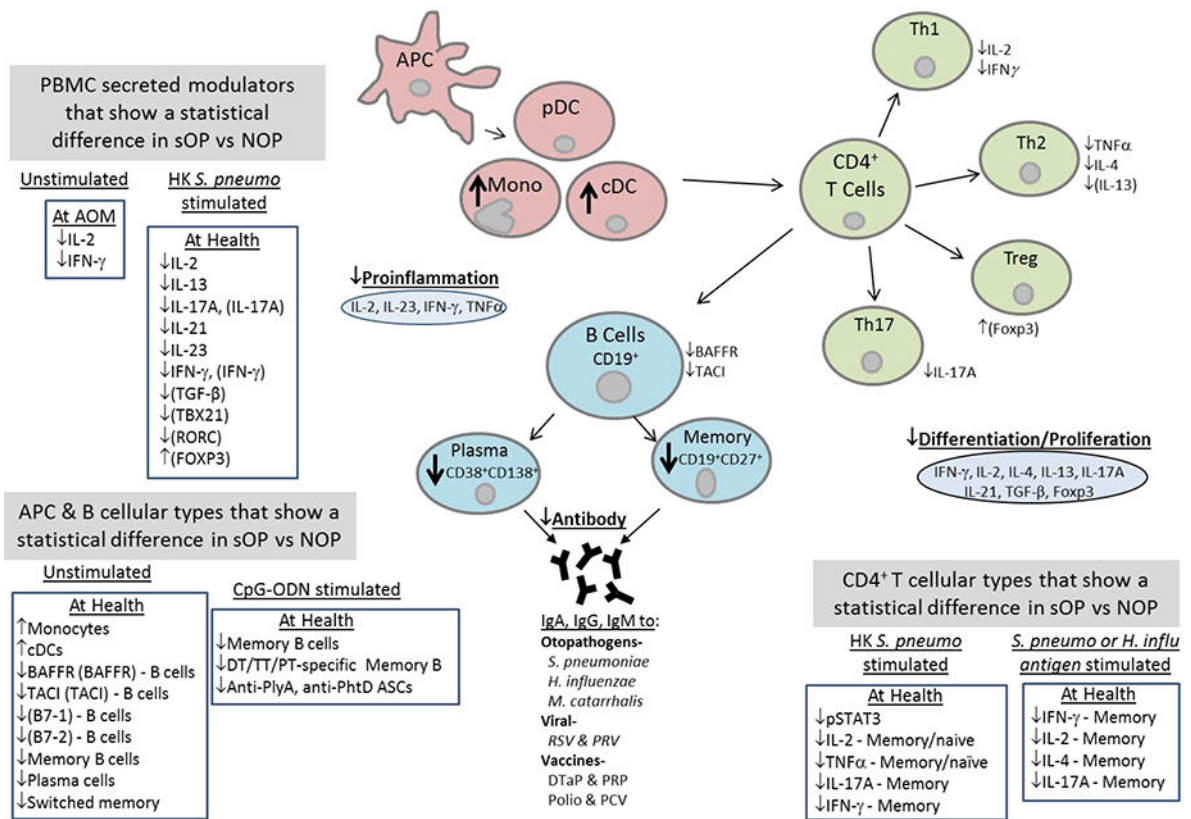 PBMC secreted modulators
that show a statistical
difference in sOP vs NOP
Unstimulated
At AOM
↓IL-2
↓IFN-γ
HK S. pneumo
stimulated
At Health
↓IL-2
↓IL-13
↓IL-17A, (IL-17A)
↓IL-21
↓IL-23
↓IFN-γ, (IFN-γ)
↓(TGF-β)
↓(TBX21)
↓(RORC)
↑(FOXP3)
APC
pDC
↑Mono
↑cDC
↓Proinflammation
IL-2, IL-23, IFN-γ, TNFα
CD4⁺
T Cells
Th1
↓IL-2
↓IFNγ
Th2
↓TNFα
↓IL-4
↓(IL-13)
Treg
↑(Foxp3)
Th17
↓IL-17A
↓Differentiation/Proliferation
IFN-γ, IL-2, IL-4, IL-13, IL-17A
IL-21, TGF-β, Foxp3
B Cells
CD19⁺
↓BAFFR
↓TACI
Plasma
↓CD38⁺CD138⁺
Memory
↓CD19⁺CD27⁺
↓Antibody
IgA, IgG, IgM to:
Otopathogens-
S. pneumoniae
H. influenzae
M. catarrhalis
Viral-
RSV & PRV
Vaccines-
DTaP & PRP
Polio & PCV
APC & B cellular types that show a
statistical difference in sOP vs NOP
Unstimulated
At Health
↑Monocytes
↑cDCs
↓BAFFR (BAFFR) - B cells
↓TACI (TACI) - B cells
↓(B7-1) - B cells
↓(B7-2) - B cells
↓Memory B cells
↓Plasma cells
↓Switched memory
CpG-ODN stimulated
At Health
↓Memory B cells
↓DT/TT/PT-specific Memory B
↓Anti-PlyA, anti-PhtD ASCs
CD4⁺ T cellular types that show a
statistical difference in sOP vs NOP
HK S. pneumo
stimulated
At Health
↓pSTAT3
↓IL-2 - Memory/naive
↓TNFα - Memory/naïve
↓IL-17A - Memory
↓IFN-γ - Memory
S. pneumo or H. influ
antigen stimulated
At Health
↓IFN-γ - Memory
↓IL-2 - Memory
↓IL-4 - Memory
↓IL-17A - Memory